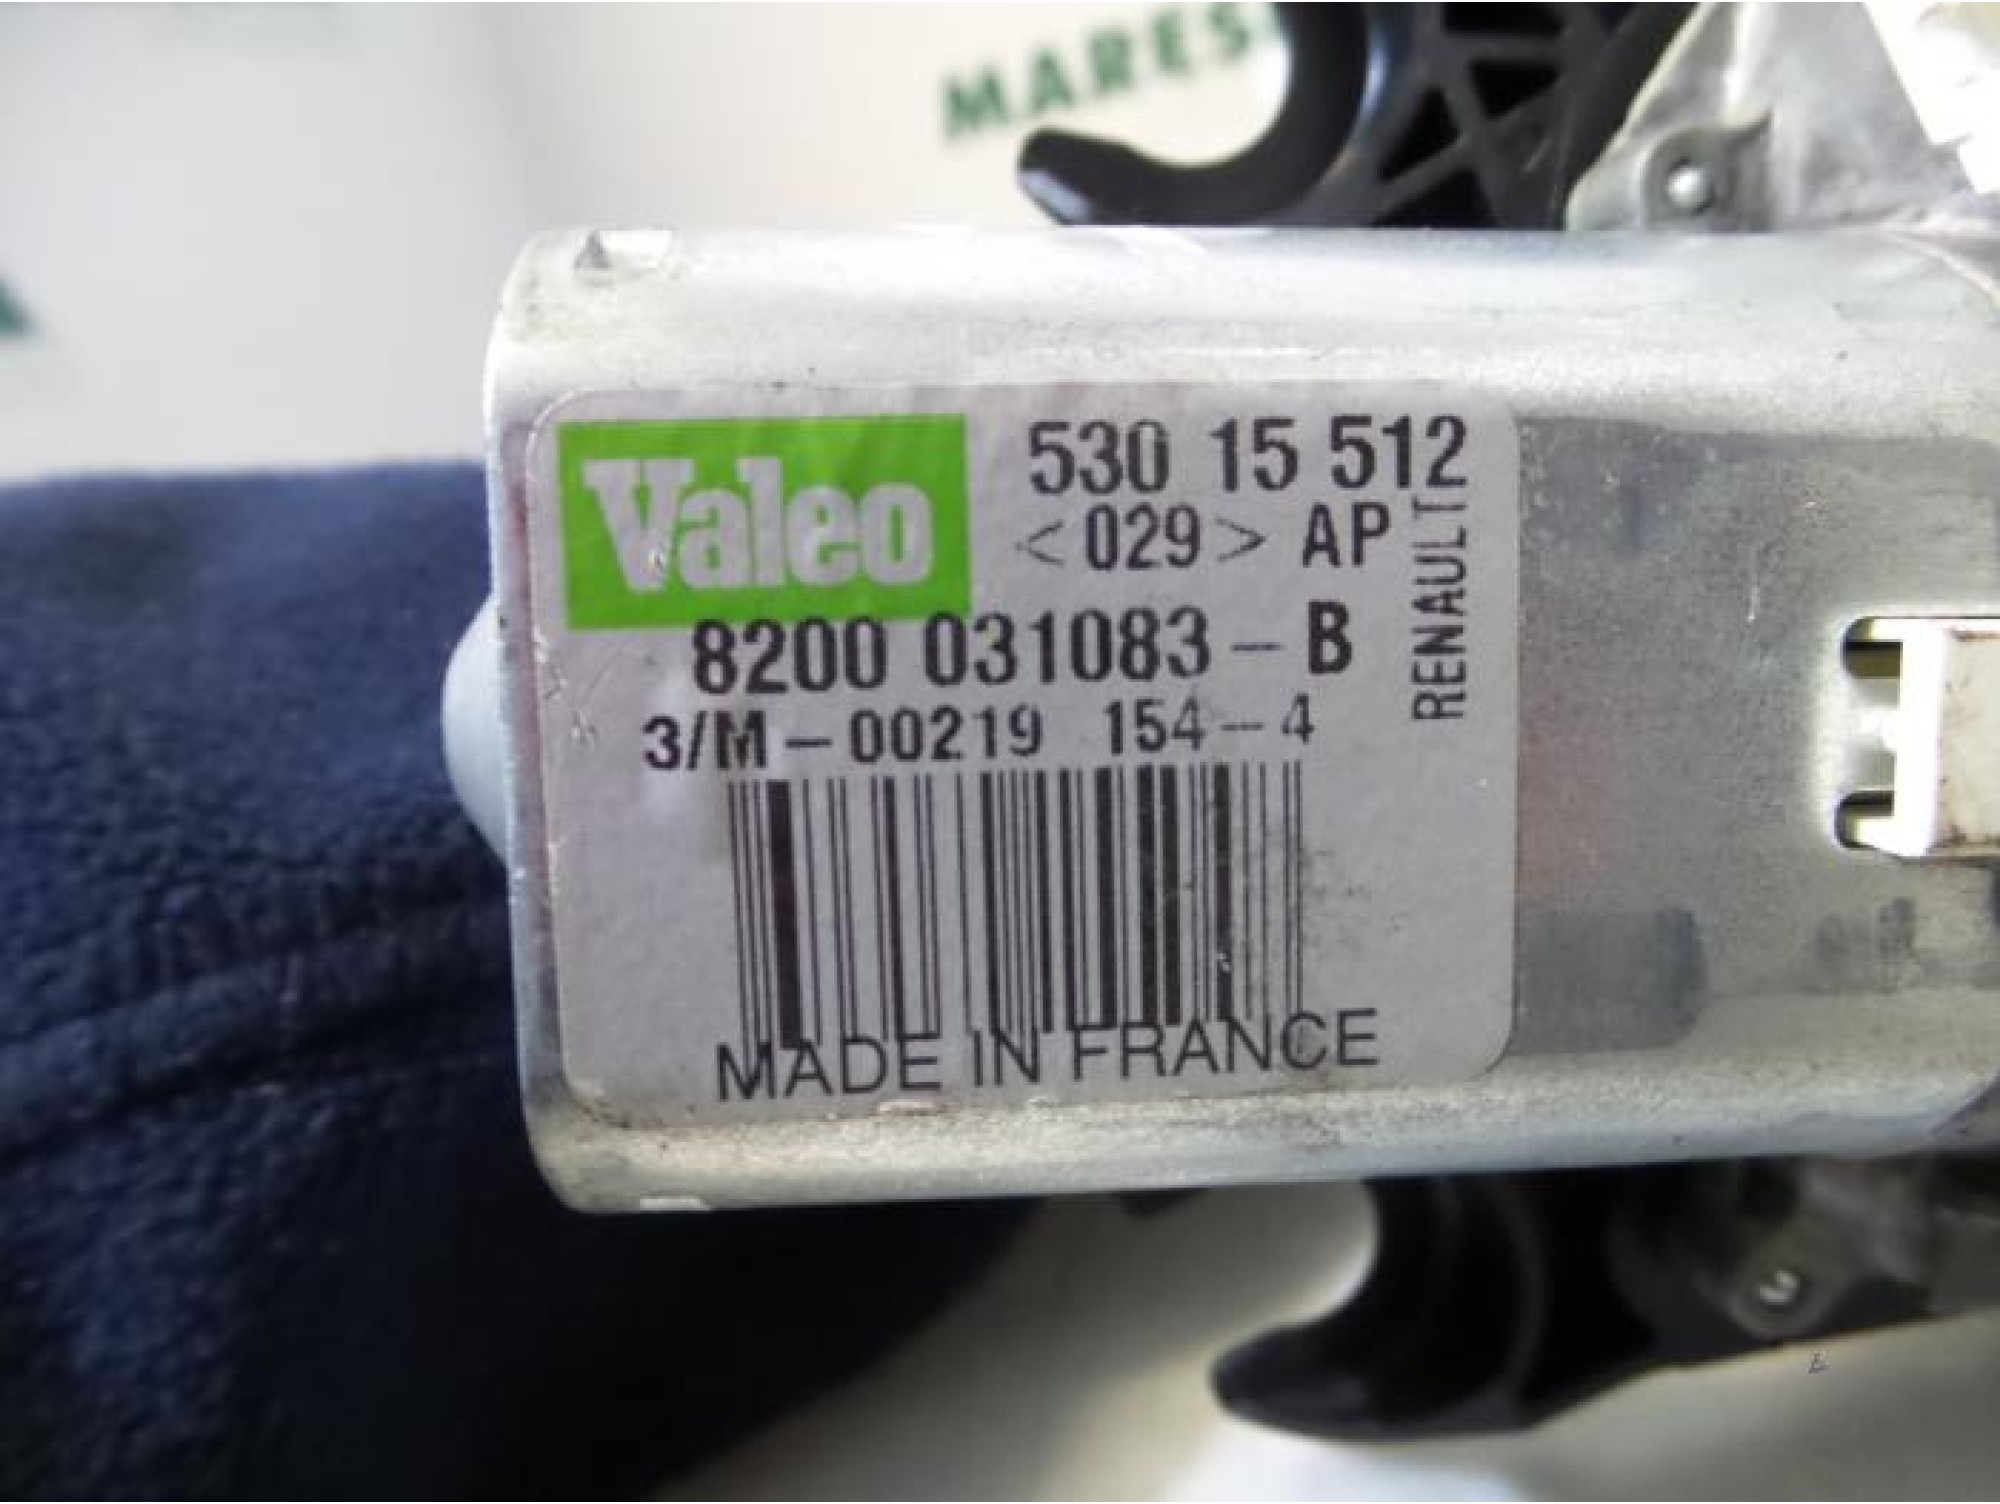 MARES
Valeo
530 15 512
<029> AP
RENAULT
8200 031083-B
3/M-00219 154-4
MADE IN FRANCE